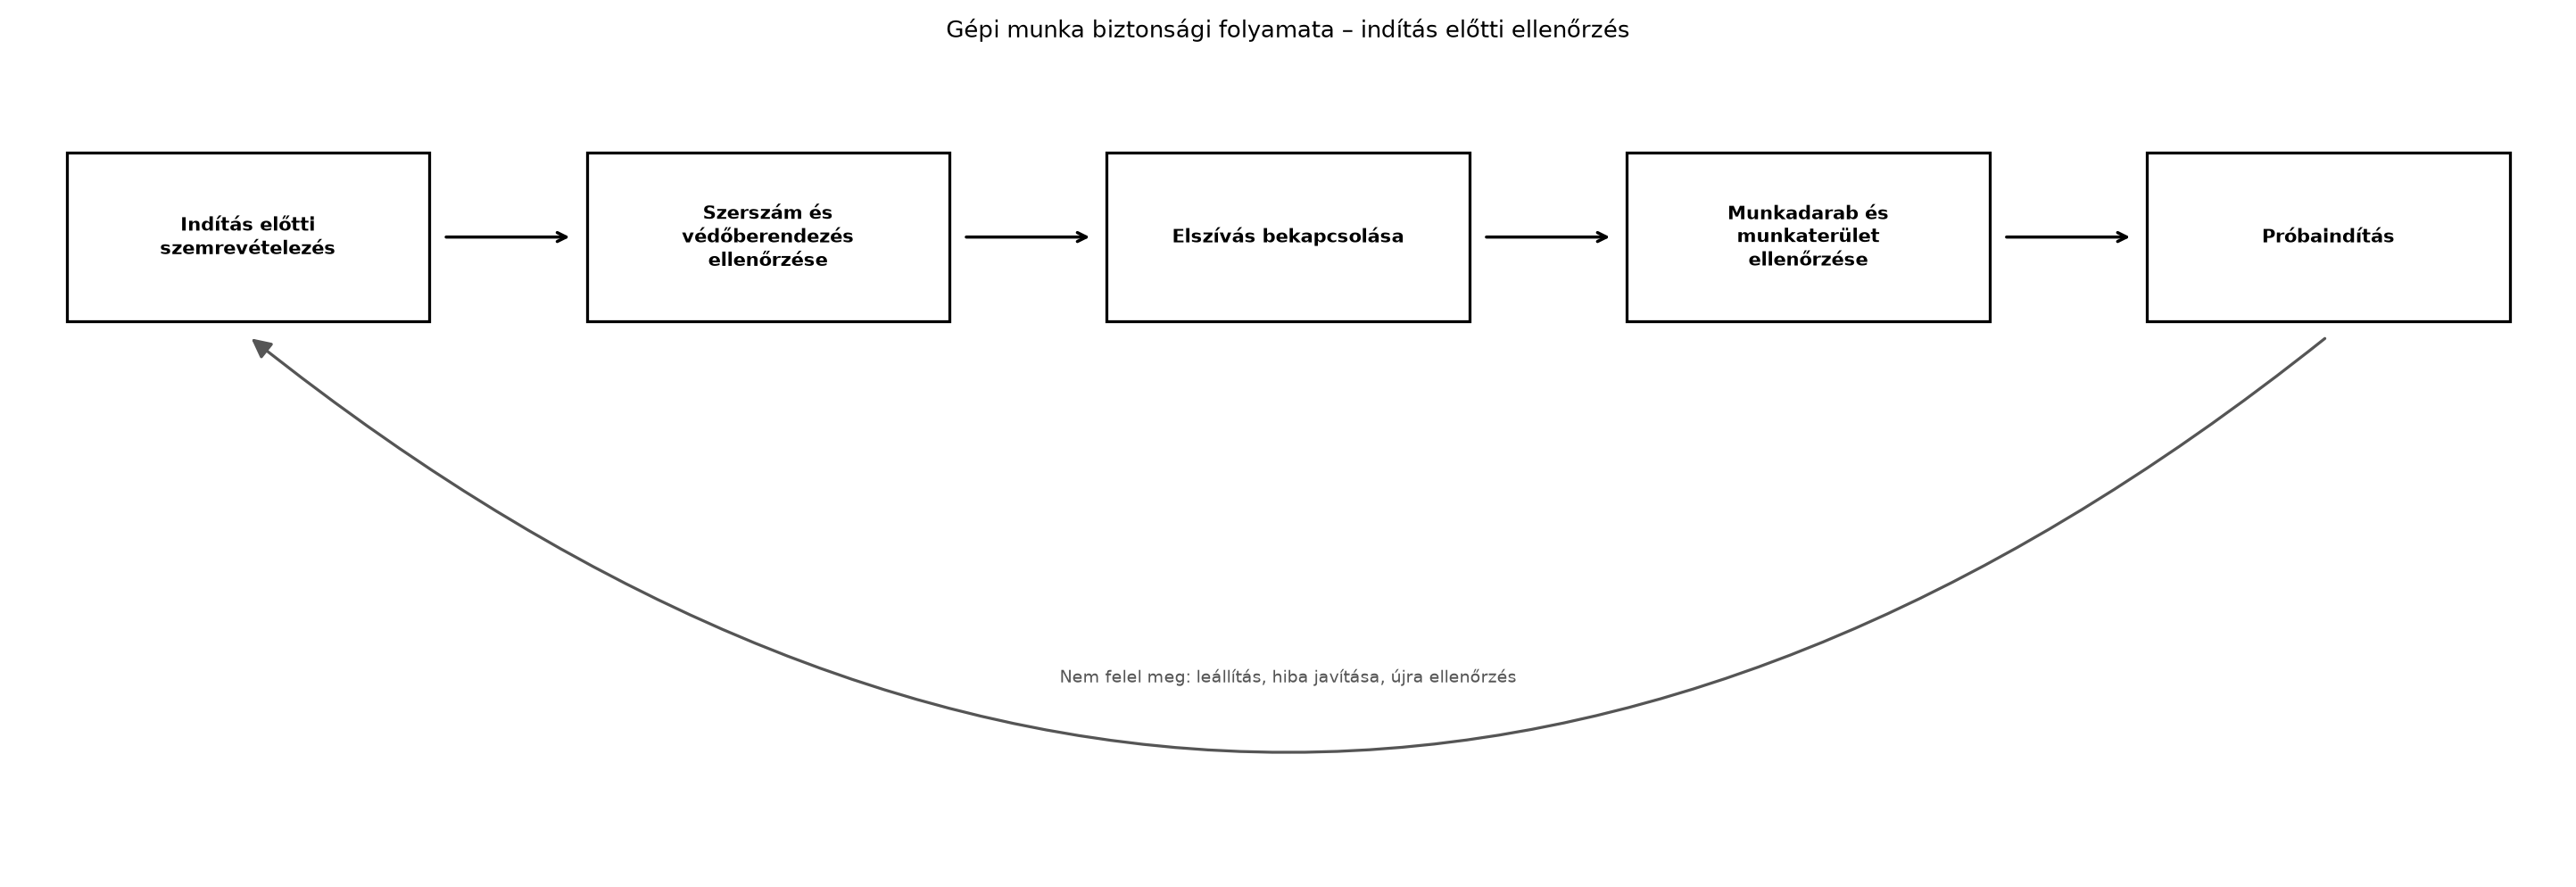 Gépi munka biztonsági folyamata – indítás előtti ellenőrzés
Indítás előtti
szemrevételezés
Szerszám és
védőberendezés
ellenőrzése
Elszívás bekapcsolása
Munkadarab és
munkaterület
ellenőrzése
Próbaindítás
Nem felel meg: leállítás, hiba javítása, újra ellenőrzés